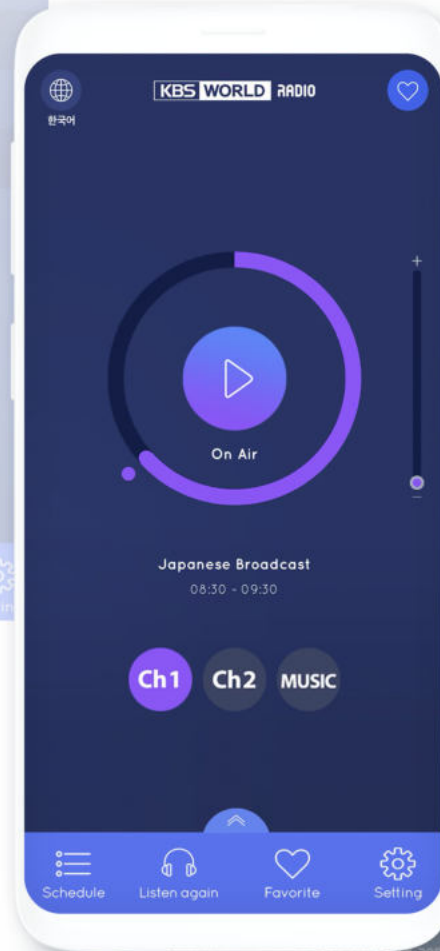 KBS WORLD RADIO
한국어
+
On Air
−
Japanese Broadcast
08:30 - 09:30
Ch1
Ch2
MUSIC
Schedule
Listen again
Favorite
Setting